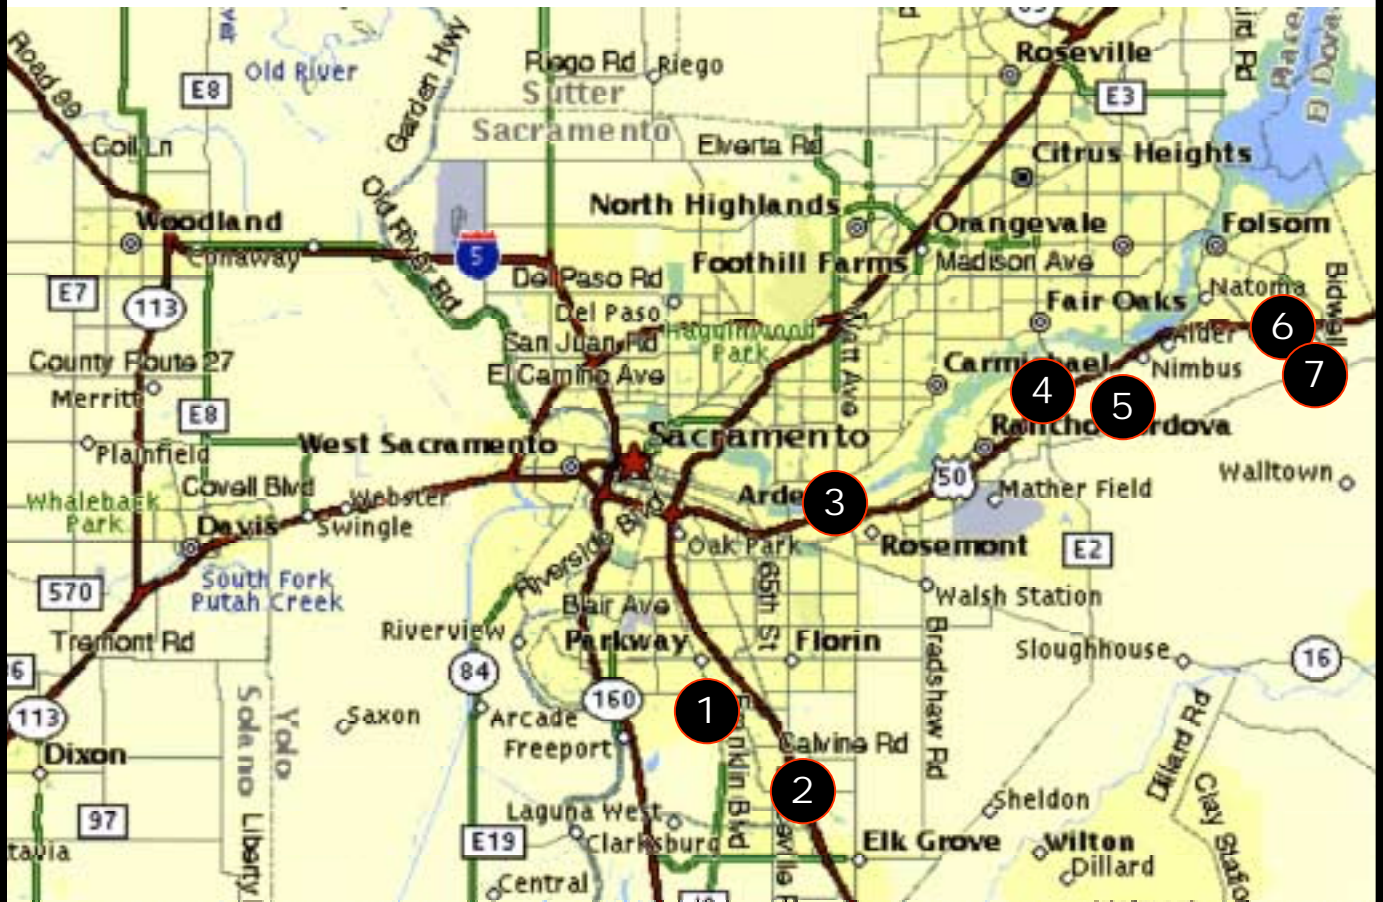 Road 99
E8
Old River
Garden Hwy
Riego Rd
Riego
Sutter
Sacramento
Roseville
E3
Coil Ln
Elverta Rd
Citrus Heights
Woodland
Old River Rd
North Highlands
Orangevale
Folsom
Conaway
5
Del Paso Rd
Foothill Farms
Madison Ave
E7
113
Del Paso
Fair Oaks
Natoma
San Juan Rd
Park
Watt Ave
6
County Route 27
El Camino Ave
Carmichael
Alder
Nimbus
7
Merritt
E8
4
5
West Sacramento
Sacramento
Plainfield
50
Walltown
Whaleback
Park
Covell Blvd
Webster
Swingle
3
Mather Field
Davis
Riverside Blvd
Oak Park
Rosemont
E2
570
South Fork
Putah Creek
65th St
Blair Ave
Walsh Station
Tremont Rd
Riverview
Parkway
Florin
Bradshaw Rd
Sloughhouse
16
84
160
1
113
Solano
Yolo
Saxon
Arcade
Freeport
Calvine Rd
Dillard Rd
Dixon
2
Sheldon
97
Liberty
Laguna West
E19
Clarksburg
Elk Grove
Wilton
Dillard
Central